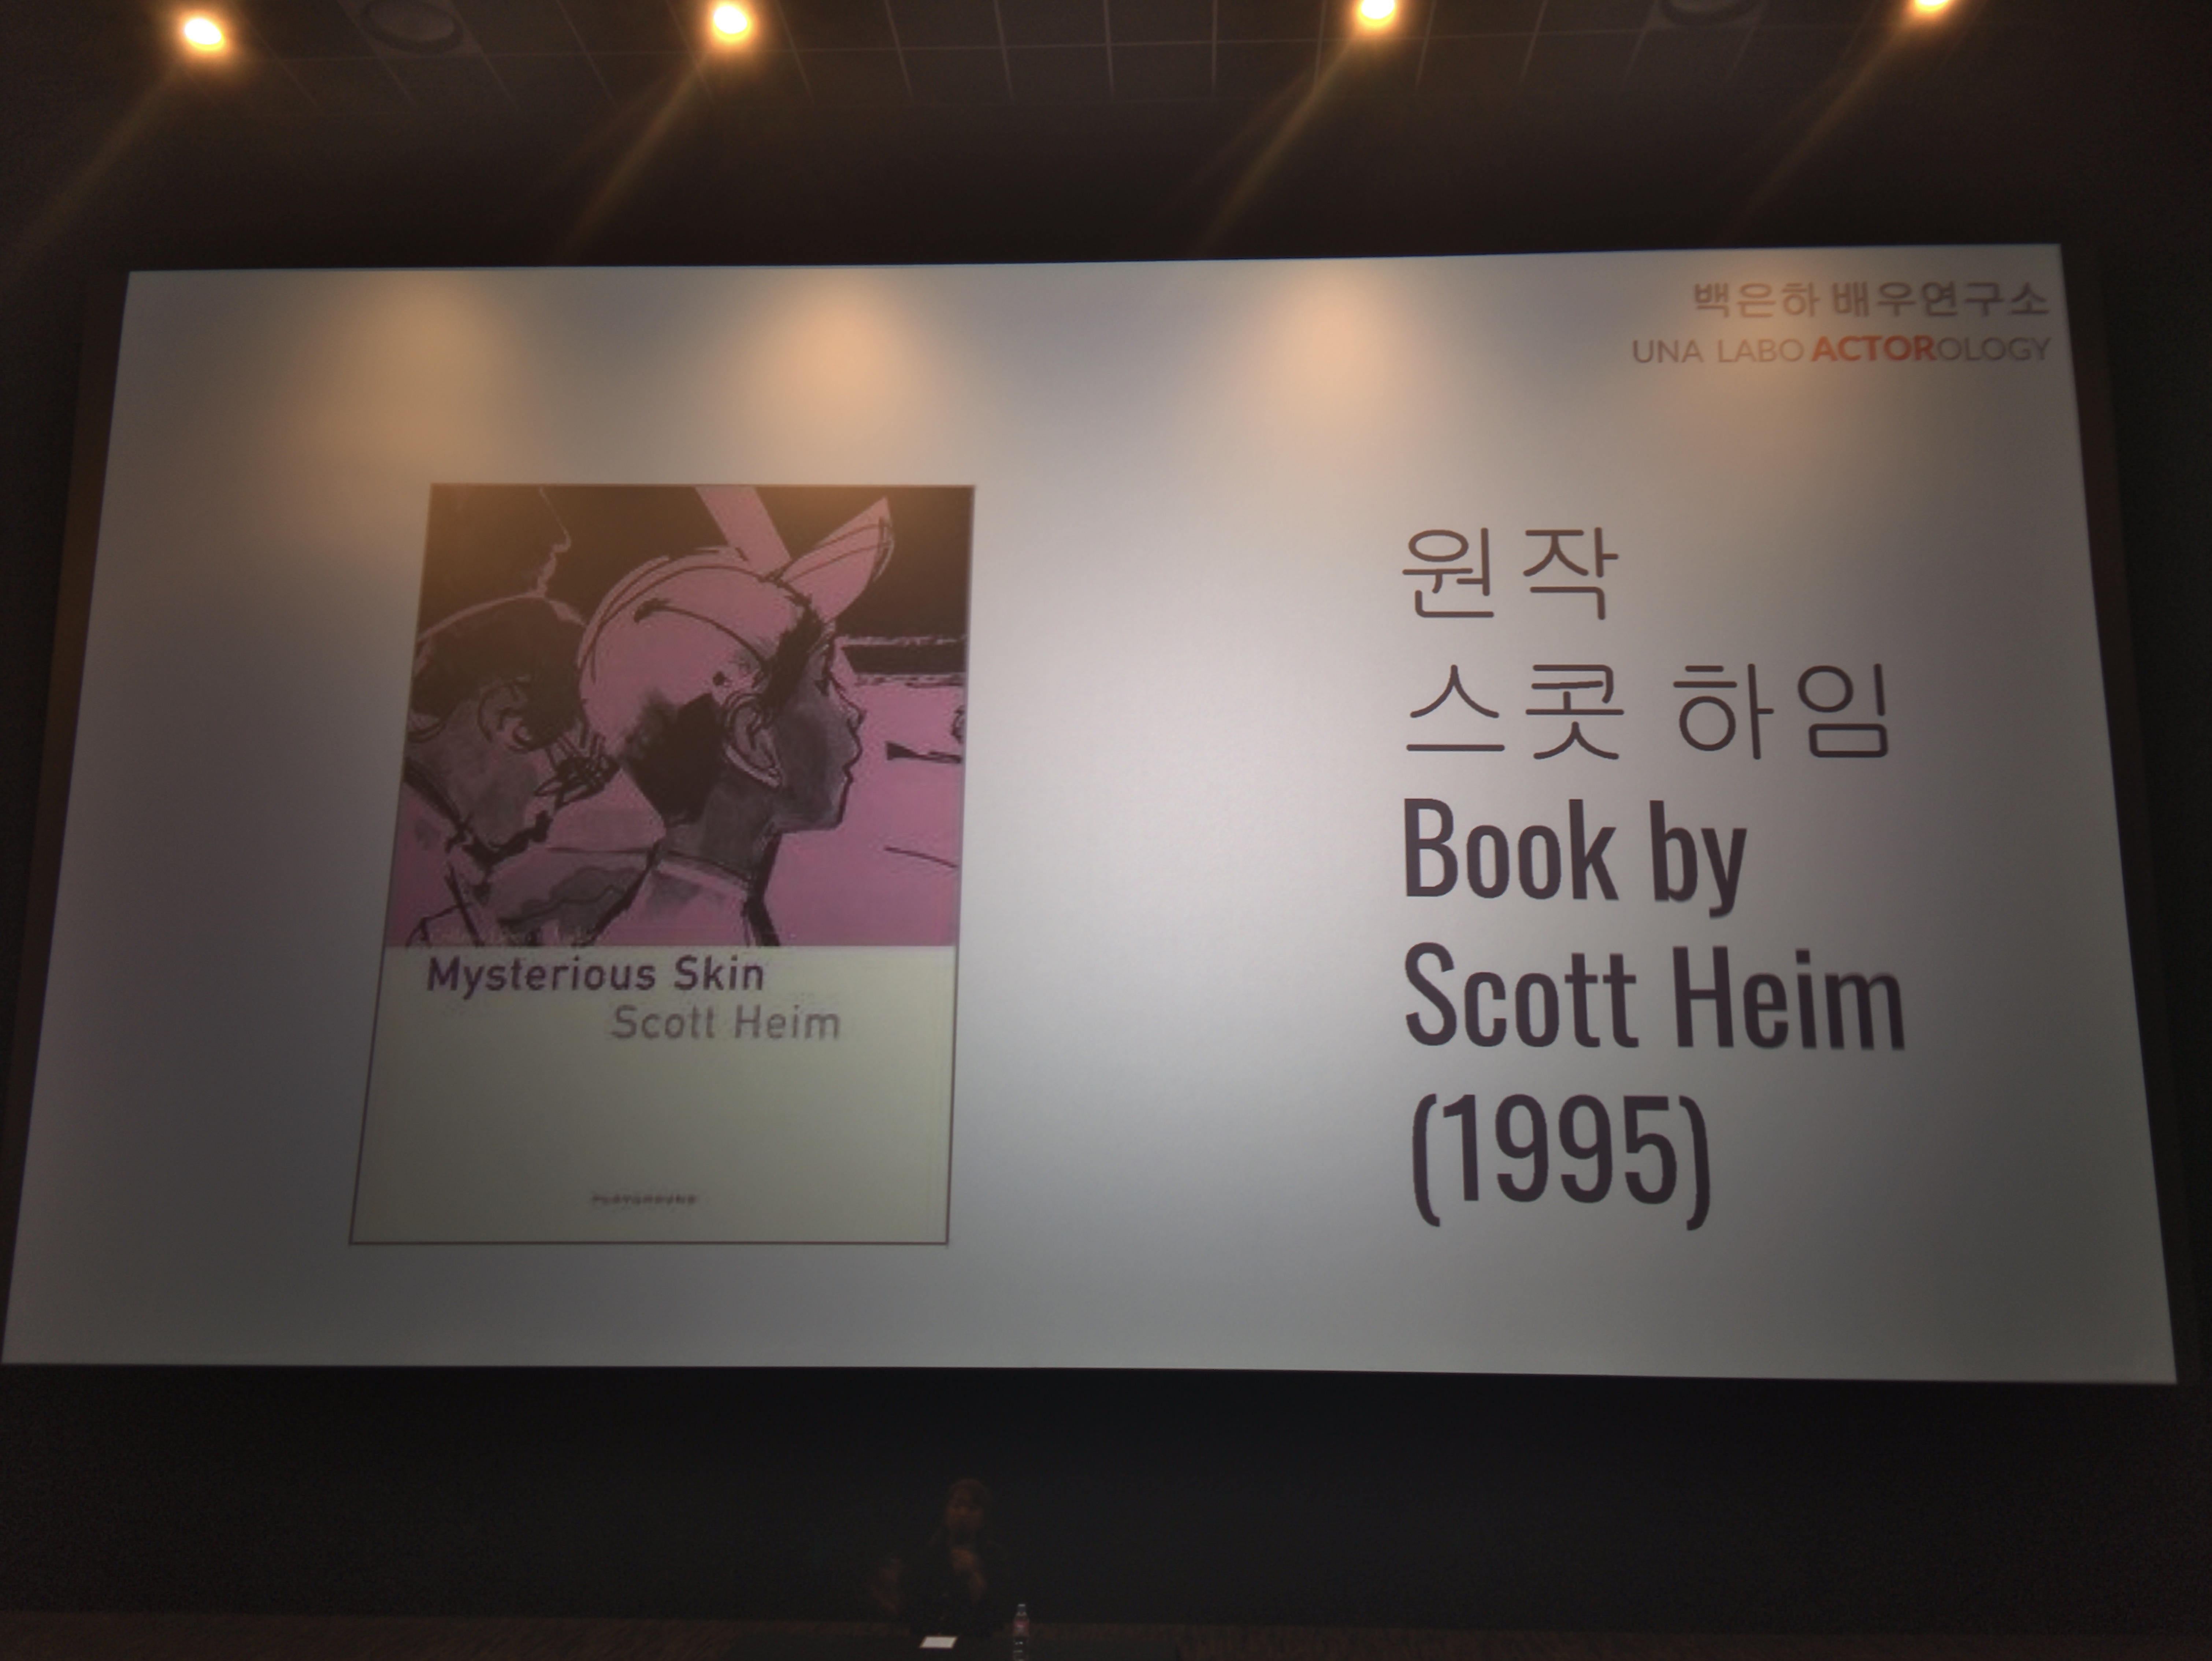 백은하 배우연구소
UNA LABO ACTOROLOGY
원작
스콧 하임
Book by
Scott Heim
(1995)
Mysterious Skin
Scott Heim
PLAYGROUND